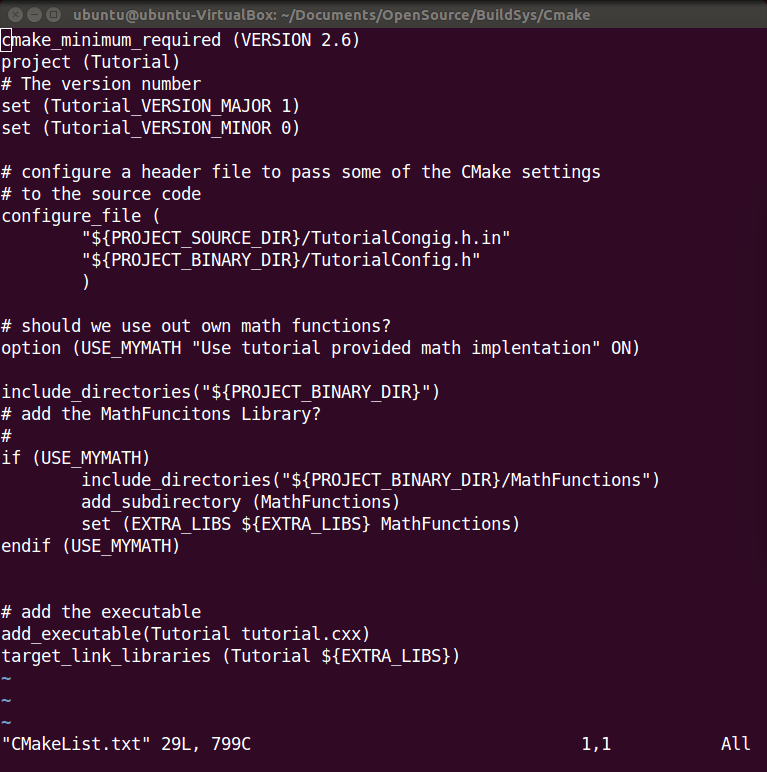 ubuntu@ubuntu-VirtualBox: ~/Documents/OpenSource/BuildSys/Cmake
cmake_minimum_required (VERSION 2.6)
project (Tutorial)
# The version number
set (Tutorial_VERSION_MAJOR 1)
set (Tutorial_VERSION_MINOR 0)

# configure a header file to pass some of the CMake settings
# to the source code
configure_file (
        "${PROJECT_SOURCE_DIR}/TutorialCongig.h.in"
        "${PROJECT_BINARY_DIR}/TutorialConfig.h"
        )

# should we use out own math functions?
option (USE_MYMATH "Use tutorial provided math implentation" ON)

include_directories("${PROJECT_BINARY_DIR}")
# add the MathFuncitons Library?
#
if (USE_MYMATH)
        include_directories("${PROJECT_BINARY_DIR}/MathFunctions")
        add_subdirectory (MathFunctions)
        set (EXTRA_LIBS ${EXTRA_LIBS} MathFunctions)
endif (USE_MYMATH)


# add the executable
add_executable(Tutorial tutorial.cxx)
target_link_libraries (Tutorial ${EXTRA_LIBS})
~
~
~
"CMakeList.txt" 29L, 799C 1,1 All